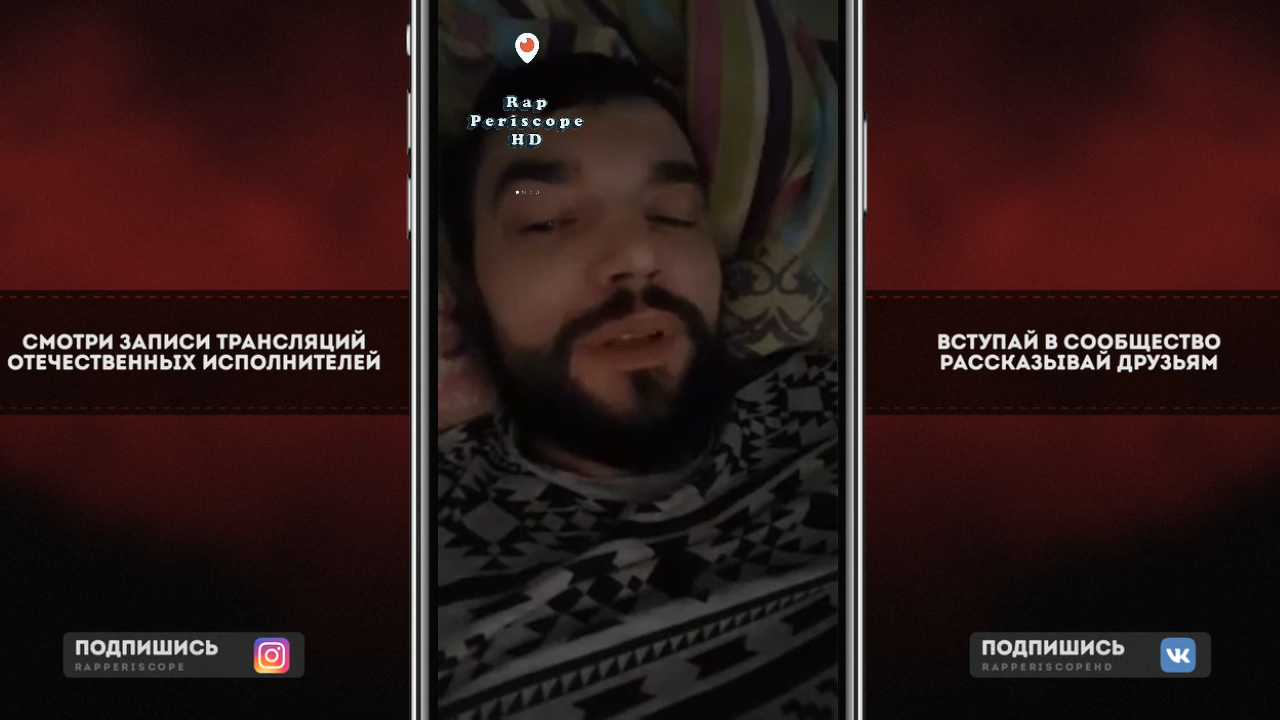 Rap
Periscope
HD
СМОТРИ ЗАПИСИ ТРАНСЛЯЦИЙ
ОТЕЧЕСТВЕННЫХ ИСПОЛНИТЕЛЕЙ
ВСТУПАЙ В СООБЩЕСТВО
РАССКАЗЫВАЙ ДРУЗЬЯМ
ПОДПИШИСЬ
RAPPERISCOPE
ПОДПИШИСЬ
RAPPERISCOPEHD